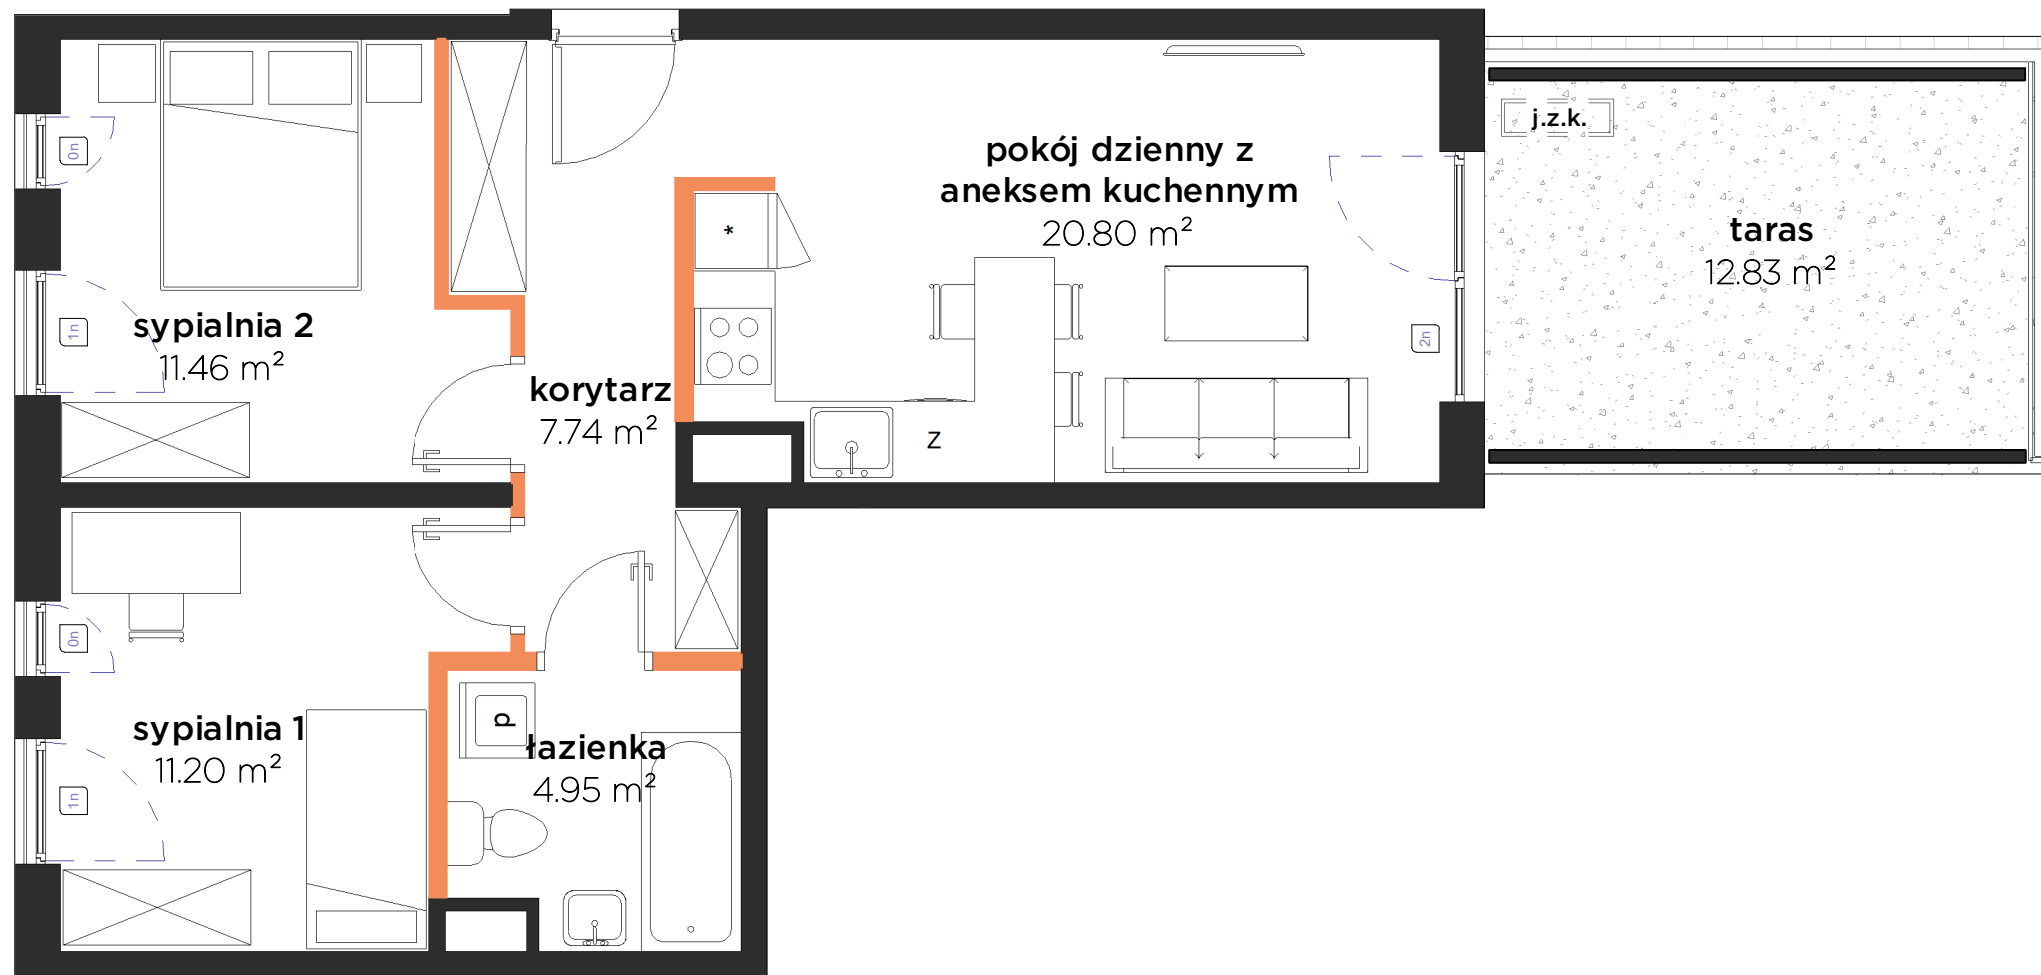 j.z.k.
pokój dzienny z
aneksem kuchennym
20.80 m²
taras
12.83 m²
0n
*
1n
sypialnia 2
11.46 m²
2n
korytarz
7.74 m²
Z
0n
p
sypialnia 1
11.20 m²
łazienka
4.95 m²
1n